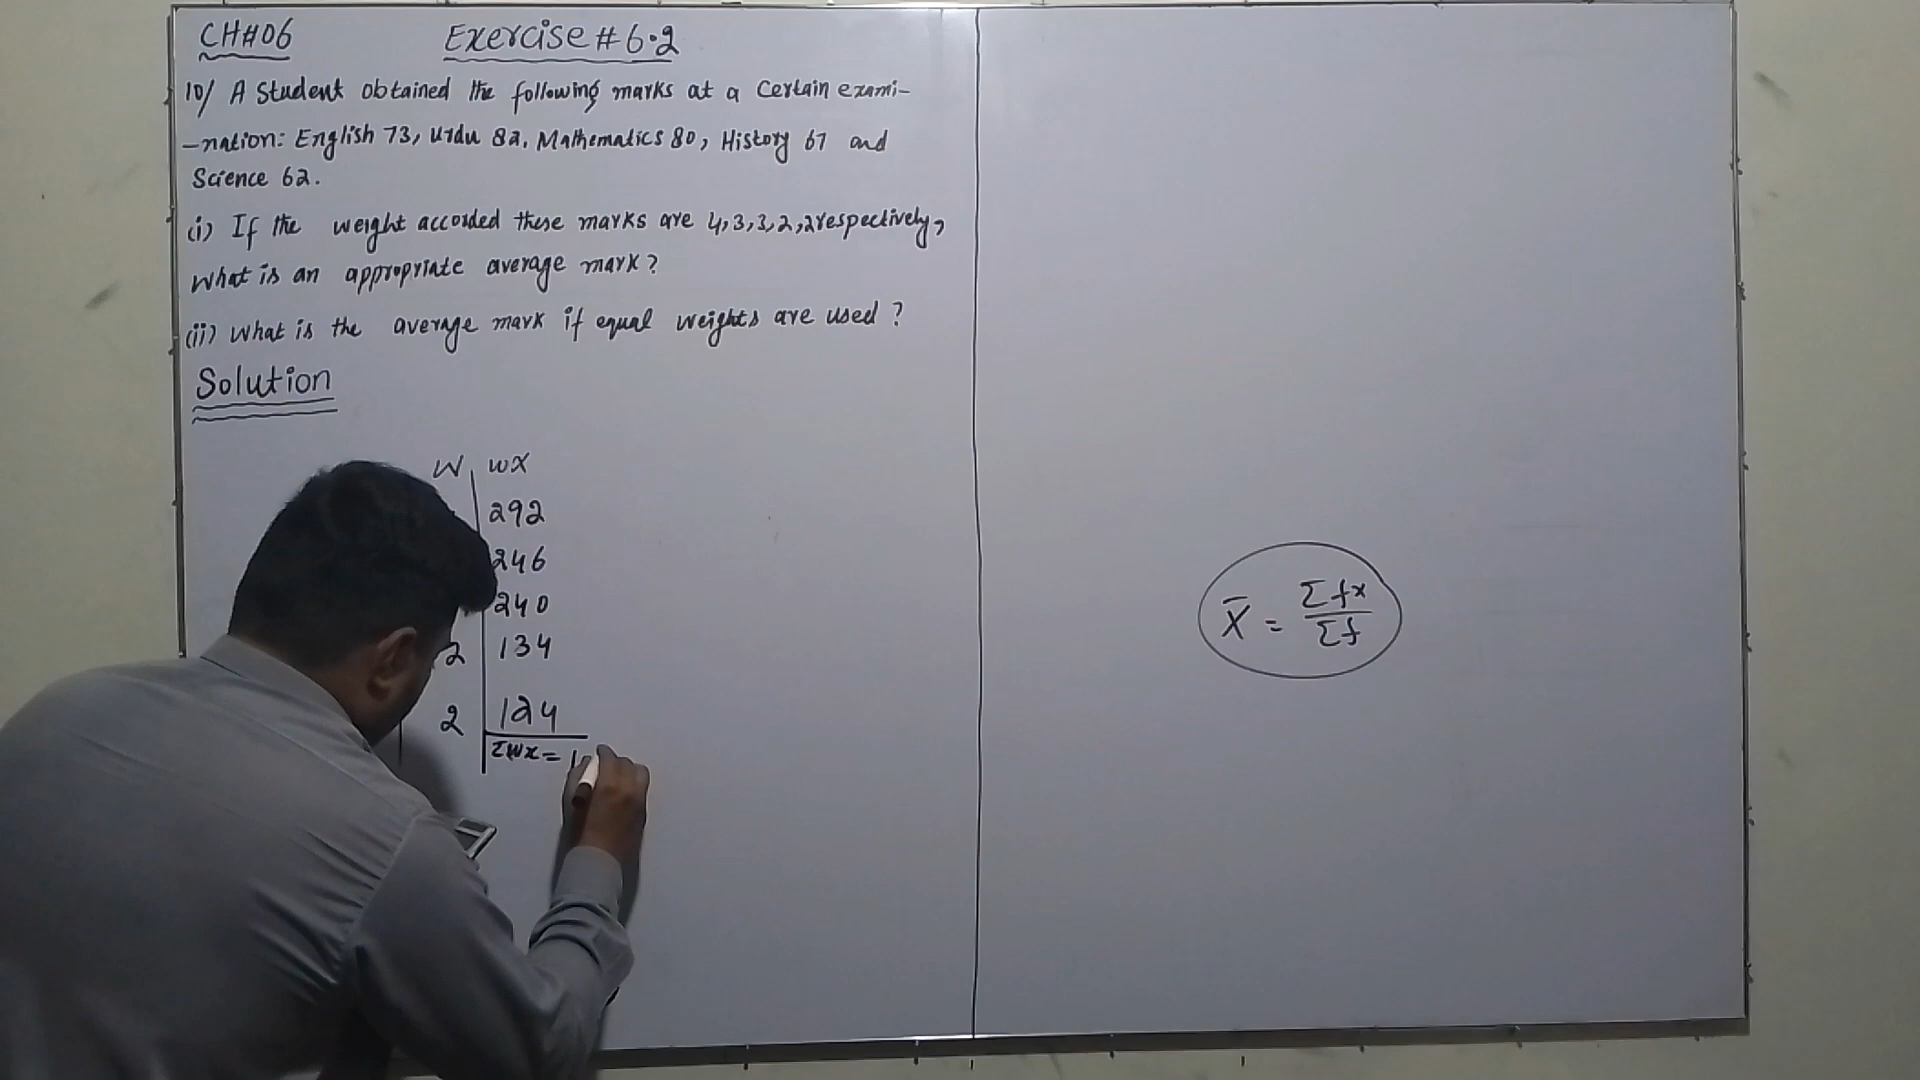 CH#06 Exercise # 6.2
10/ A Student obtained the following marks at a Certain exami-
-nation: English 73, Urdu 82, Mathematics 80, History 67 and
Science 62.
(i) If the weight accorded these marks are 4,3,3,2,2 respectively,
What is an appropriate average mark?
(ii) What is the average mark if equal weights are used ?
Solution
W wX
292
246
240
2 134
2 124
Σwx = 1
X̄ = Σfx / Σf